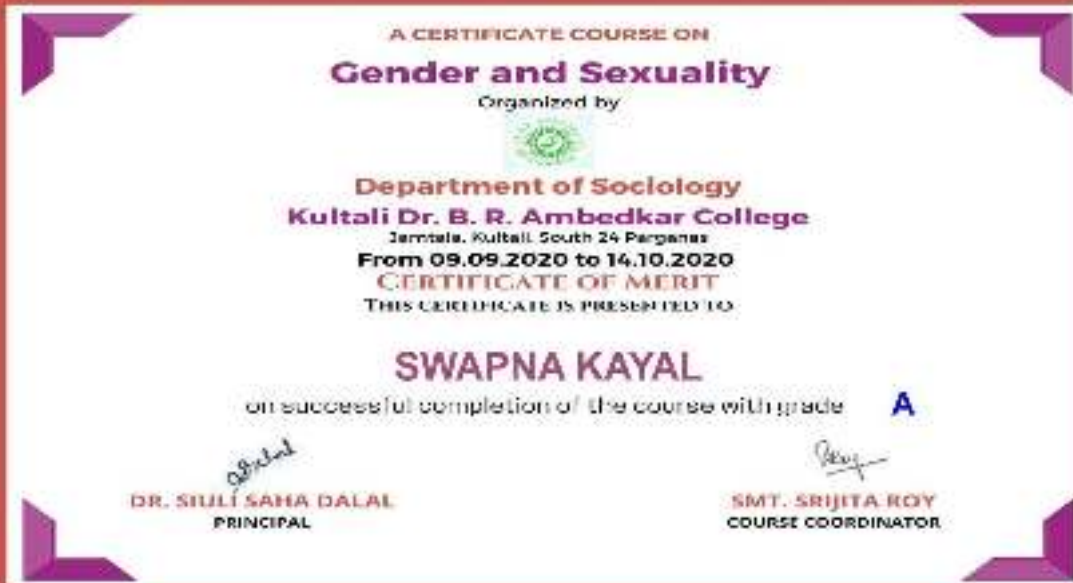 A CERTIFICATE COURSE ON
Gender and Sexuality
Organized by
Department of Sociology
Kultali Dr. B. R. Ambedkar College
Jamtala, Kultali, South 24 Parganas
From 09.09.2020 to 14.10.2020
CERTIFICATE OF MERIT
THIS CERTIFICATE IS PRESENTED TO
SWAPNA KAYAL
on successful completion of the course with grade A
DR. SIULI SAHA DALAL
PRINCIPAL
SMT. SRIJITA ROY
COURSE COORDINATOR